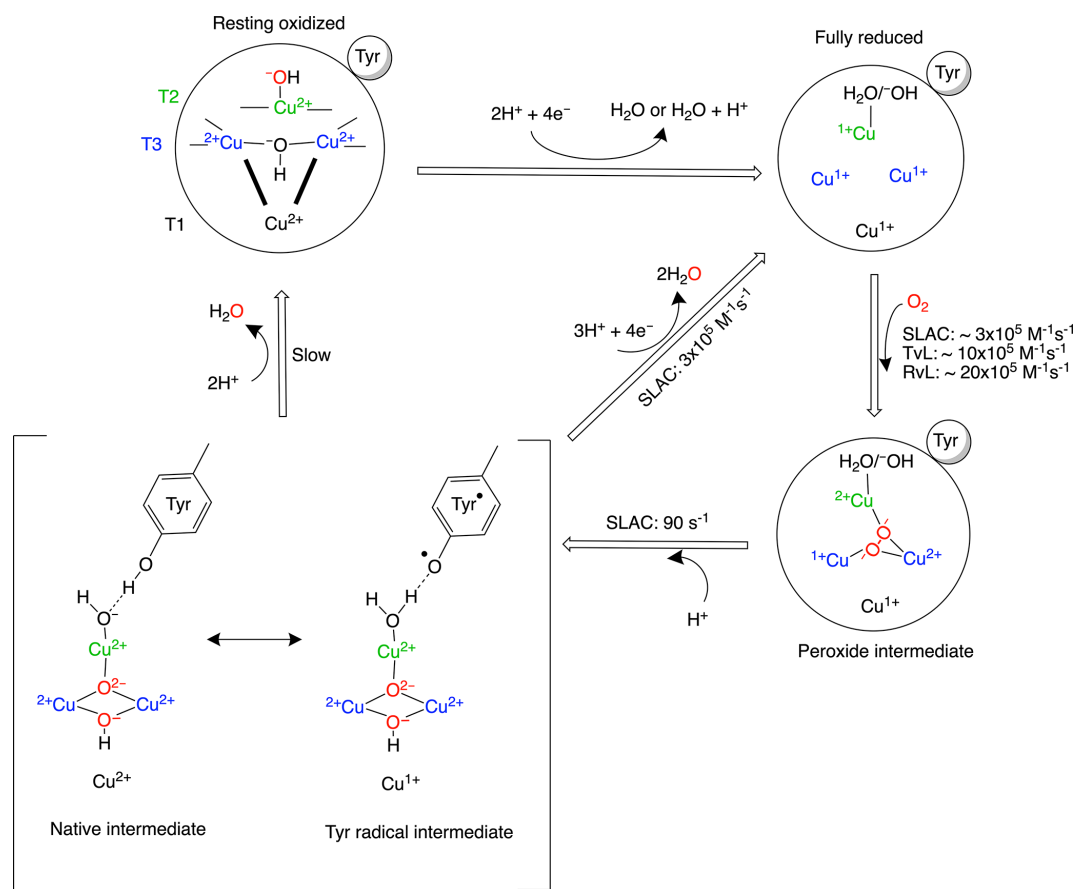 Resting oxidized
Tyr
⁻OH
T2
Cu²⁺
T3
²⁺Cu
⁻O
Cu²⁺
H
T1
Cu²⁺
2H⁺ + 4e⁻
H₂O or H₂O + H⁺
Fully reduced
Tyr
H₂O/⁻OH
¹⁺Cu
Cu¹⁺
Cu¹⁺
Cu¹⁺
H₂O
2H⁺
Slow
2H₂O
3H⁺ + 4e⁻
SLAC: 3x10⁵ M⁻¹s⁻¹
O₂
SLAC: ~ 3x10⁵ M⁻¹s⁻¹
TvL: ~ 10x10⁵ M⁻¹s⁻¹
RvL: ~ 20x10⁵ M⁻¹s⁻¹
Tyr
H₂O/⁻OH
²⁺Cu
O
O
¹⁺Cu
Cu²⁺
Cu¹⁺
Peroxide intermediate
SLAC: 90 s⁻¹
H⁺
Tyr
O
H
H
O⁻
Cu²⁺
O²⁻
²⁺Cu
Cu²⁺
O⁻
H
Cu²⁺
Native intermediate
Tyr•
•
O
H
H
O
Cu²⁺
O²⁻
²⁺Cu
Cu²⁺
O⁻
H
Cu¹⁺
Tyr radical intermediate